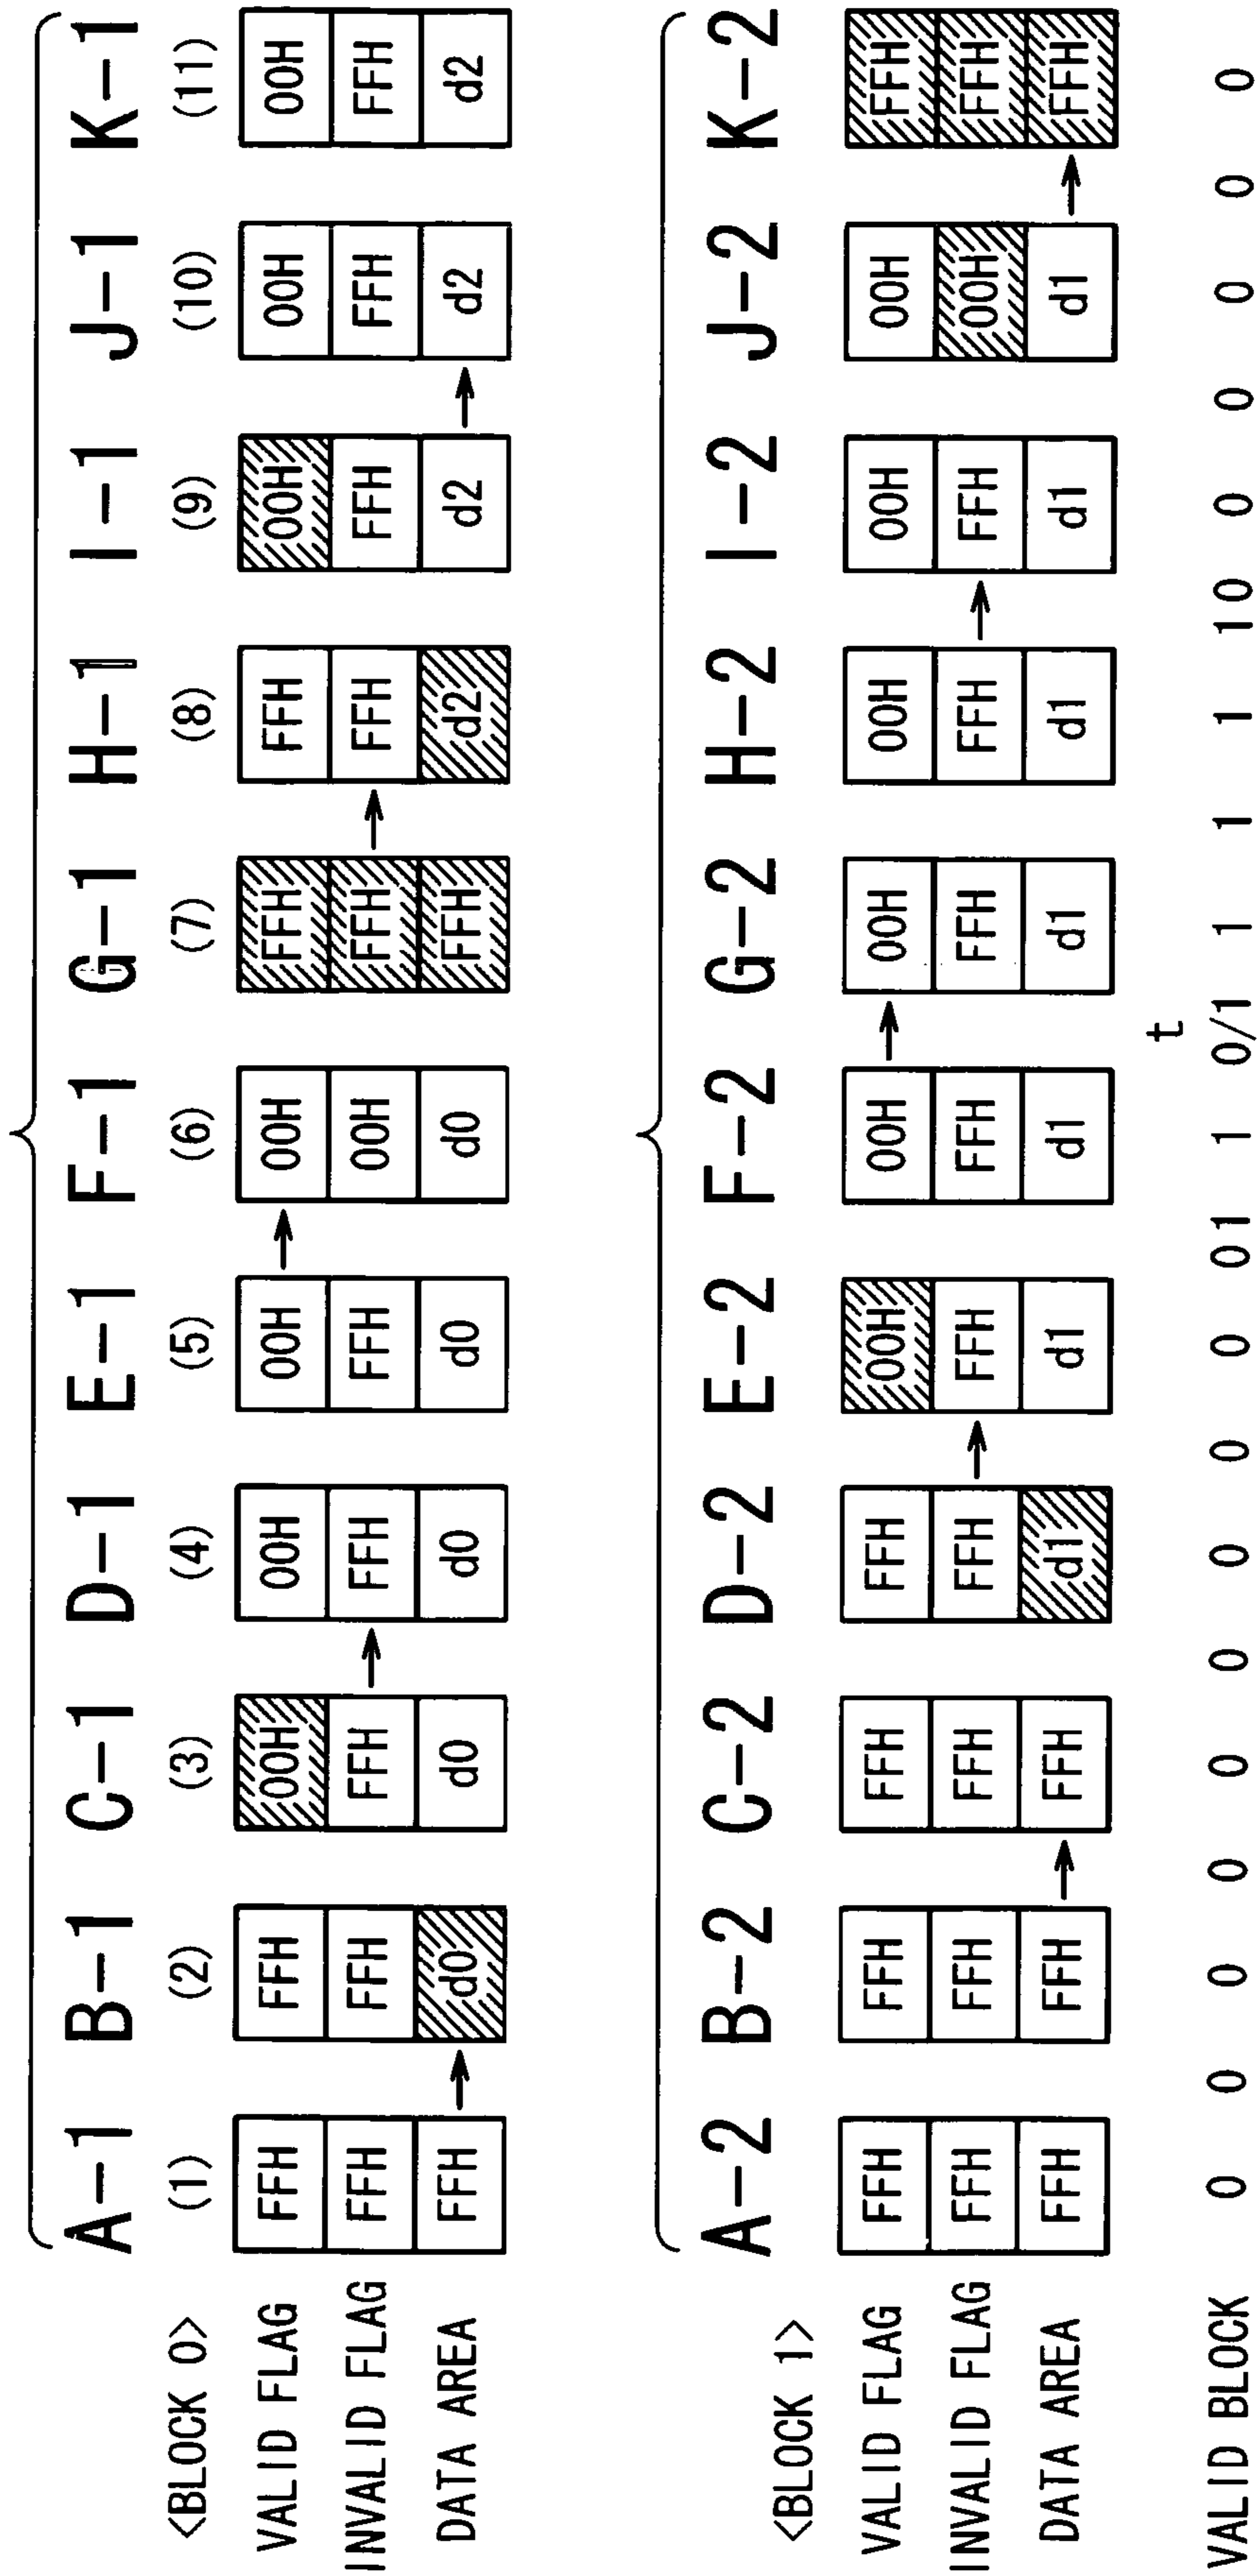 A-1 B-1 C-1 D-1 E-1 F-1 G-1 H-1 I-1 J-1 K-1
<BLOCK 0> (1) (2) (3) (4) (5) (6) (7) (8) (9) (10) (11)
VALID FLAG FFH FFH 00H 00H 00H 00H FFH FFH 00H 00H 00H
INVALID FLAG FFH FFH FFH FFH FFH 00H FFH FFH FFH FFH FFH
DATA AREA FFH d0 d0 d0 d0 d0 FFH d2 d2 d2 d2
A-2 B-2 C-2 D-2 E-2 F-2 G-2 H-2 I-2 J-2 K-2
<BLOCK 1>
VALID FLAG FFH FFH FFH FFH 00H 00H 00H 00H 00H 00H FFH
INVALID FLAG FFH FFH FFH FFH FFH FFH FFH FFH FFH 00H FFH
DATA AREA FFH FFH FFH d1 d1 d1 d1 d1 d1 d1 FFH
t
VALID BLOCK 0 0 0 0 0 0 0 0 0 01 1 0/1 1 1 1 10 0 0 0 0 0